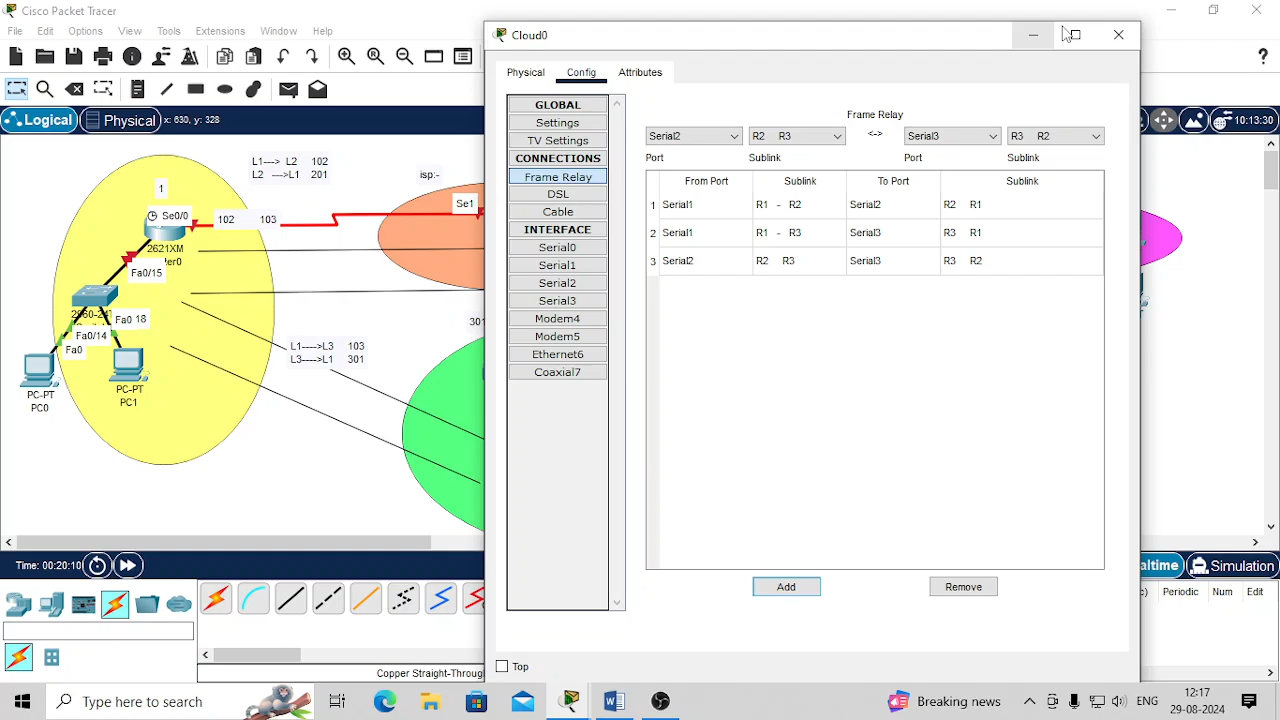 Cisco Packet Tracer
File Edit Options View Tools Extensions Window Help
Logical Physical x: 630, y: 328
10:13:30
L1---> L2 102
L2 --->L1 201
isp:-
1
Se0/0
102 103
Se1
2621XM
Fa0/15
Fa0 18
Fa0/14
Fa0
PC-PT
PC0
PC-PT
PC1
L1---->L3 103
L3---->L1 301
301
Time: 00:20:10
Realtime Simulation
Periodic Num Edit
Copper Straight-Throug
Cloud0
Physical Config Attributes
GLOBAL
Settings
TV Settings
CONNECTIONS
Frame Relay
DSL
Cable
INTERFACE
Serial0
Serial1
Serial2
Serial3
Modem4
Modem5
Ethernet6
Coaxial7
Frame Relay
Serial2 R2 R3 <-> Serial3 R3 R2
Port Sublink Port Sublink
From Port Sublink To Port Sublink
1 Serial1 R1 - R2 Serial2 R2 R1
2 Serial1 R1 - R3 Serial3 R3 R1
3 Serial2 R2 R3 Serial3 R3 R2
Add Remove
Top
Type here to search
Breaking news
ENG
12:17
29-08-2024